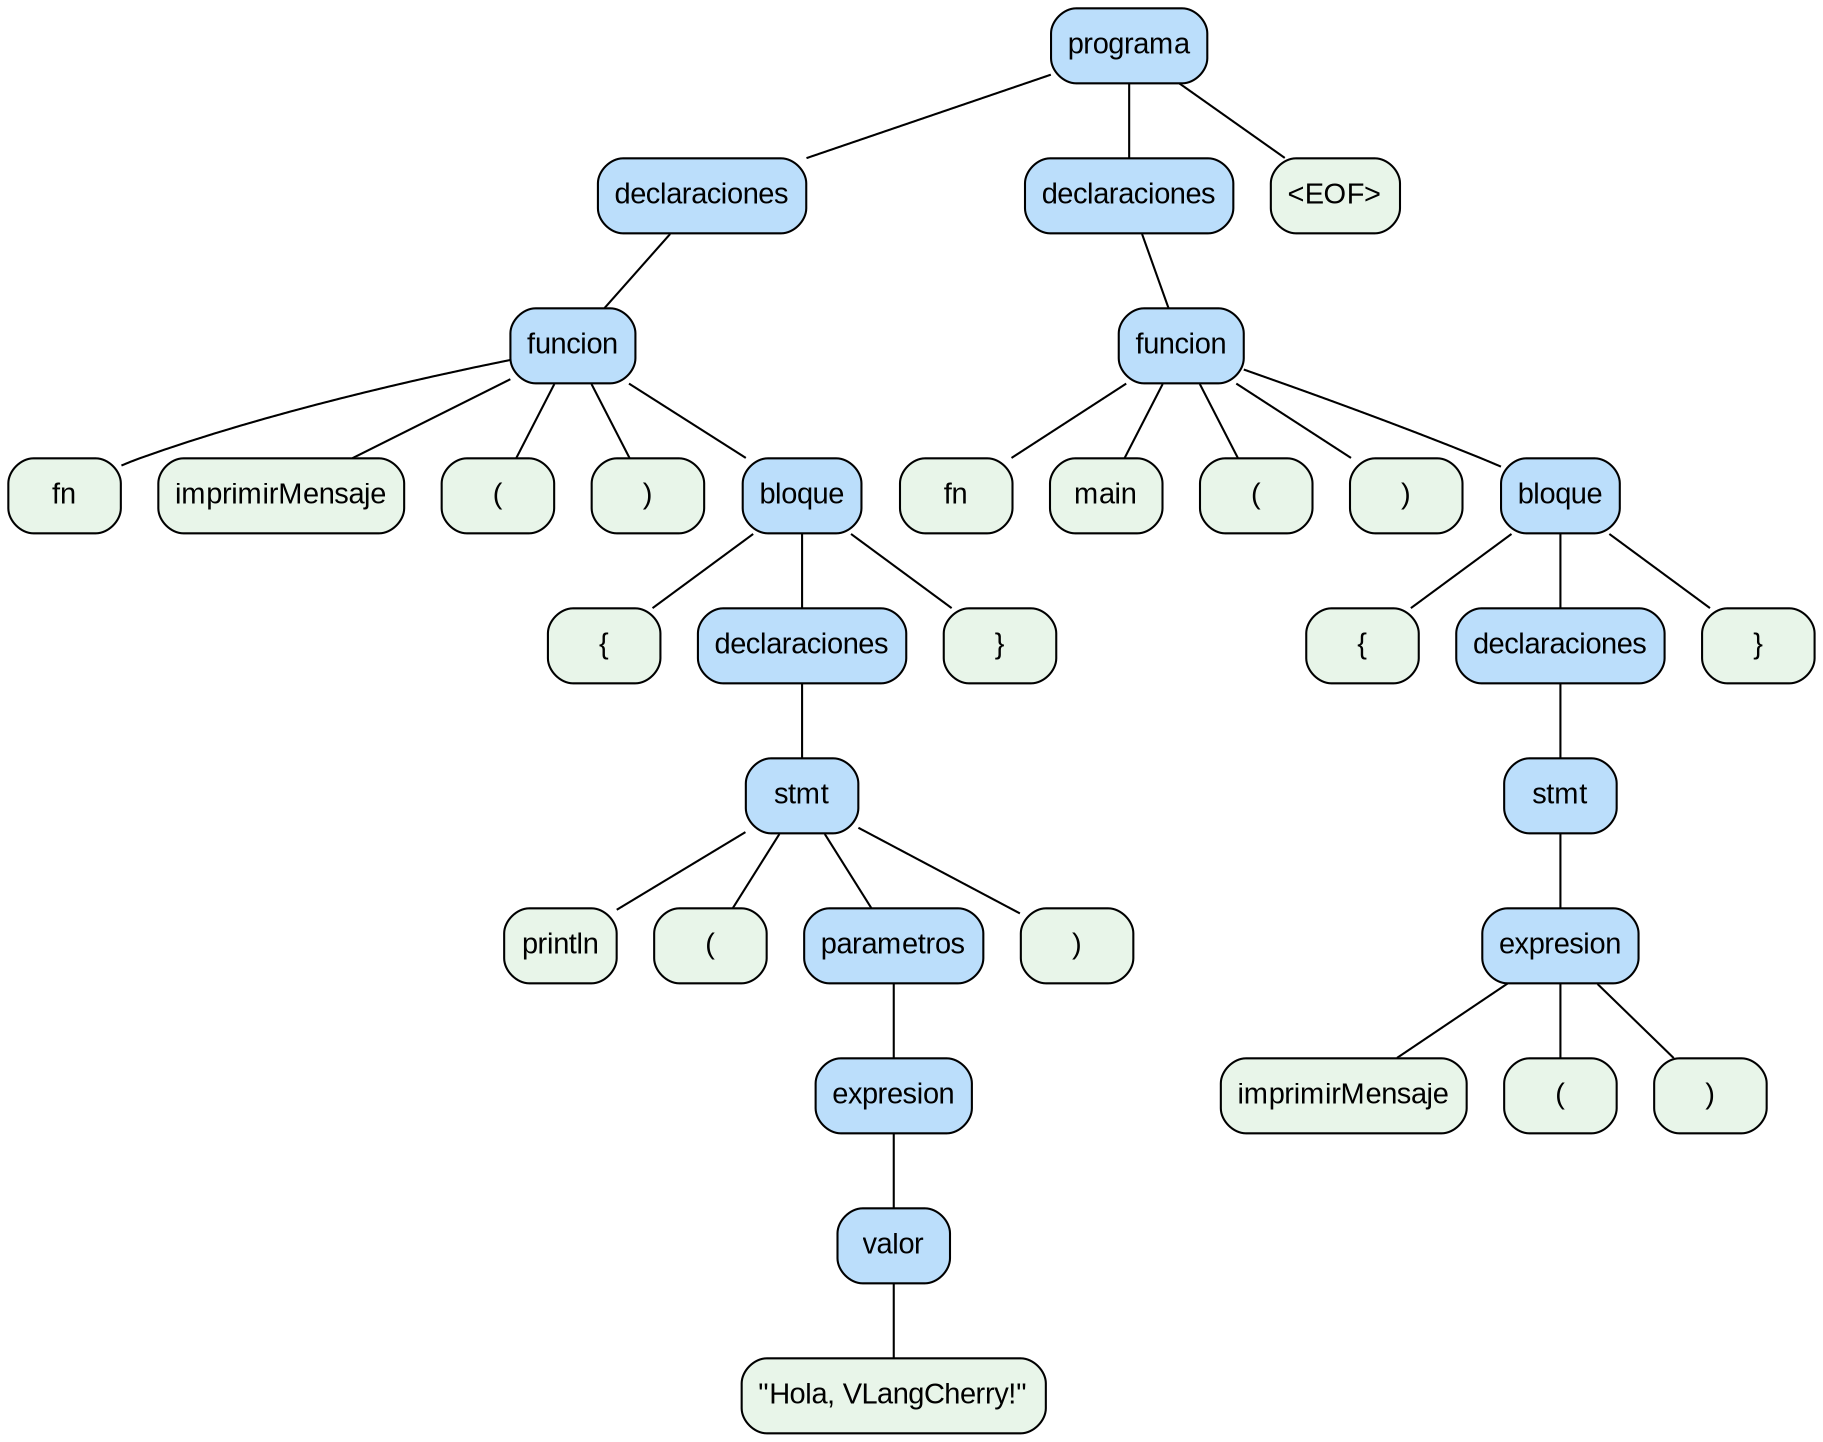 programa
declaraciones
declaraciones
<EOF>
funcion
funcion
fn
imprimirMensaje
(
)
bloque
fn
main
(
)
bloque
{
declaraciones
}
{
declaraciones
}
stmt
stmt
println
(
parametros
)
expresion
expresion
imprimirMensaje
(
)
valor
"Hola, VLangCherry!"